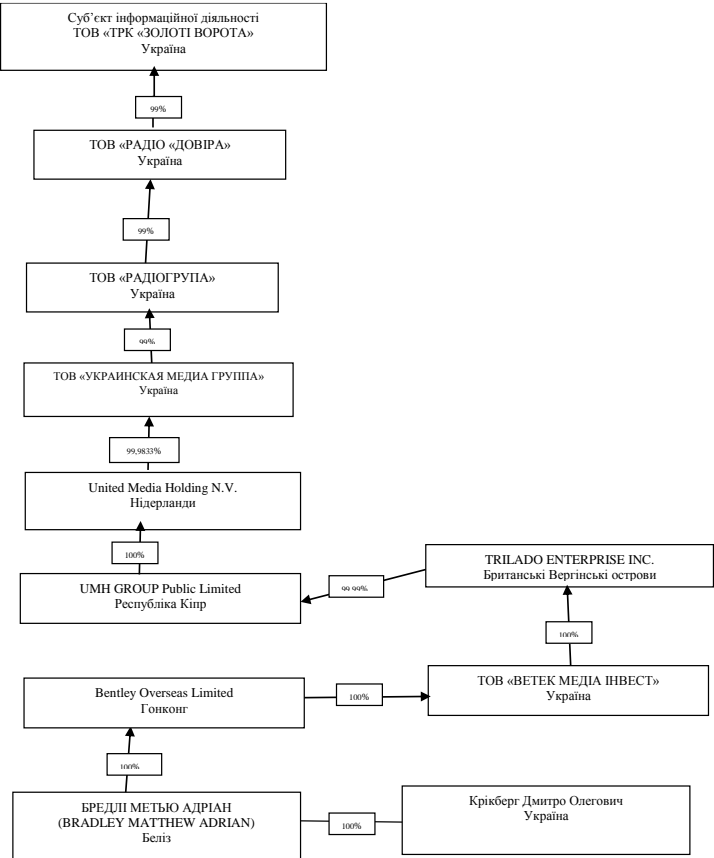 Суб’єкт інформаційної діяльності
ТОВ «ТРК «ЗОЛОТІ ВОРОТА»
Україна
99%
ТОВ «РАДІО «ДОВІРА»
Україна
99%
ТОВ «РАДІОГРУПА»
Україна
99%
ТОВ «УКРАИНСКАЯ МЕДИА ГРУППА»
Україна
99,9833%
United Media Holding N.V.
Нідерланди
100%
UMH GROUP Public Limited
Республіка Кіпр
99.99%
TRILADO ENTERPRISE INC.
Британські Вергінські острови
100%
ТОВ «ВЕТЕК МЕДІА ІНВЕСТ»
Україна
100%
Bentley Overseas Limited
Гонконг
100%
БРЕДЛІ МЕТЬЮ АДРІАН
(BRADLEY MATTHEW ADRIAN)
Беліз
100%
Крікберг Дмитро Олегович
Україна